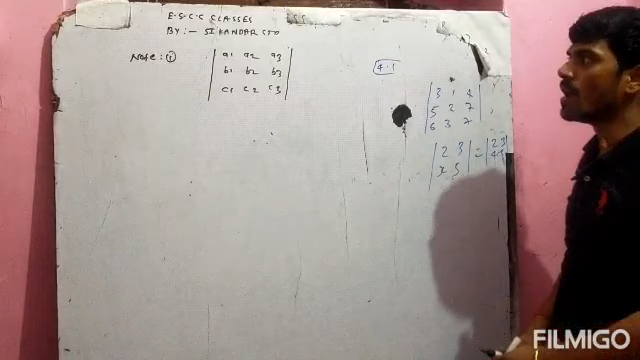 E.S.C.C CLASSES
BY:- SIKANDAR
Note: ①
a1 a2 a3
b1 b2 b3
c1 c2 c3
4.1
3 1
5 2 7
6 3 7
2 3
x 5
=
2 3
FILMIGO